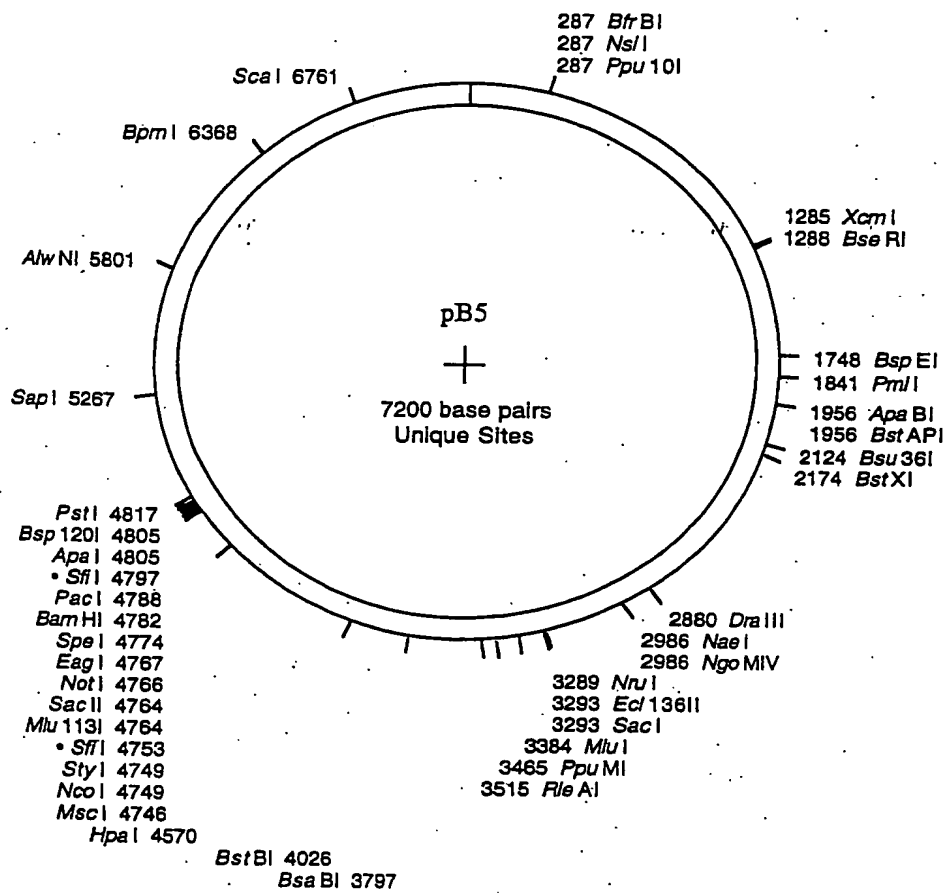 287 BfrBI
287 NsiI
287 Ppu10I
ScaI 6761
BpmI 6368
1285 XcmI
1288 BseRI
AlwNI 5801
pB5
1748 BspEI
1841 PmlI
7200 base pairs
Unique Sites
SapI 5267
1956 ApaBI
1956 BstAPI
2124 Bsu36I
2174 BstXI
PstI 4817
Bsp120I 4805
ApaI 4805
• SfiI 4797
PacI 4788
BamHI 4782
SpeI 4774
EagI 4767
NotI 4766
SacII 4764
Mlu113I 4764
• SfiI 4753
StyI 4749
NcoI 4749
MscI 4746
HpaI 4570
BstBI 4026
BsaBI 3797
2880 DraIII
2986 NaeI
2986 NgoMIV
3289 NruI
3293 Ecl136II
3293 SacI
3384 MluI
3465 PpuMI
3515 RleAI